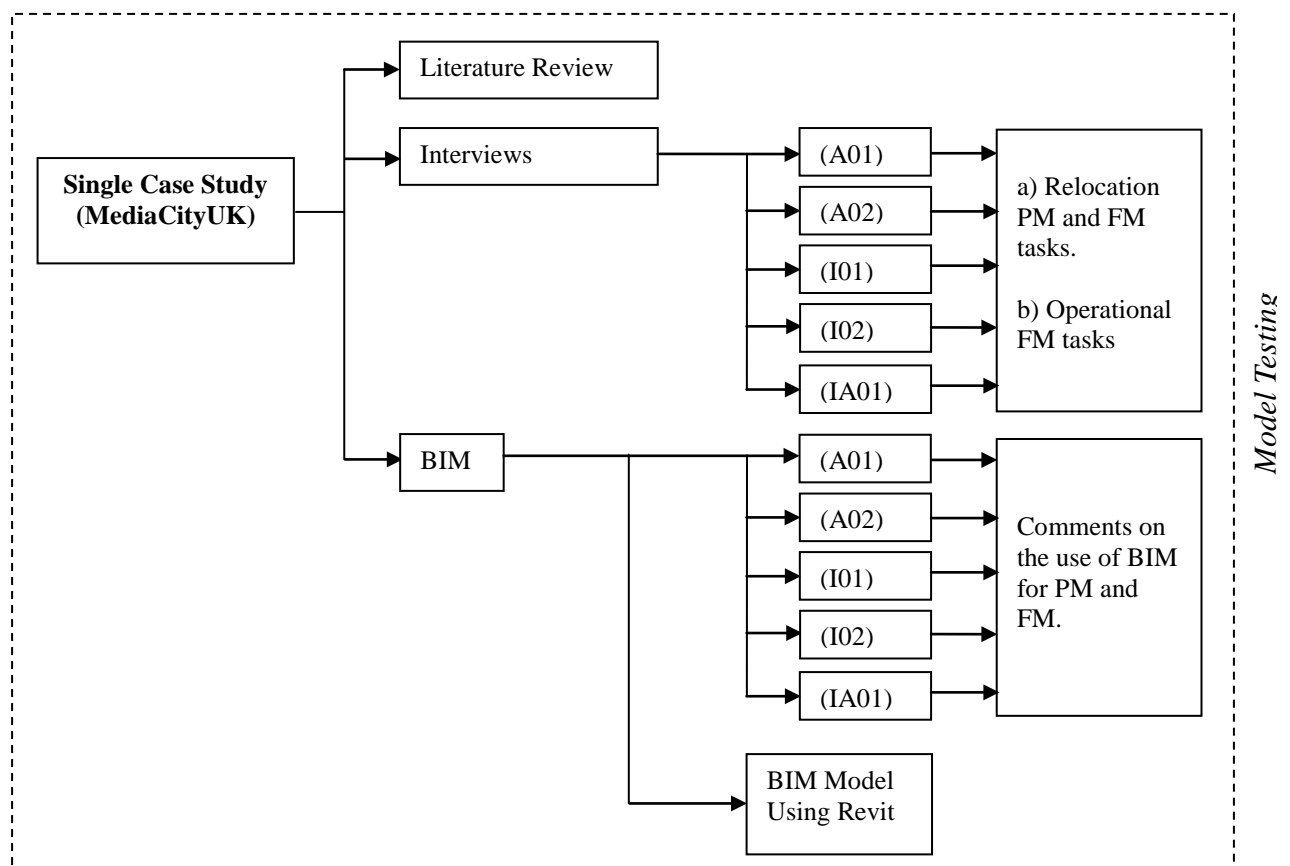 Literature Review
Single Case Study
(MediaCityUK)
Interviews
(A01)
(A02)
(I01)
(I02)
(IA01)
a) Relocation
PM and FM
tasks.
b) Operational
FM tasks
BIM
(A01)
(A02)
(I01)
(I02)
(IA01)
Comments on
the use of BIM
for PM and
FM.
BIM Model
Using Revit
Model Testing